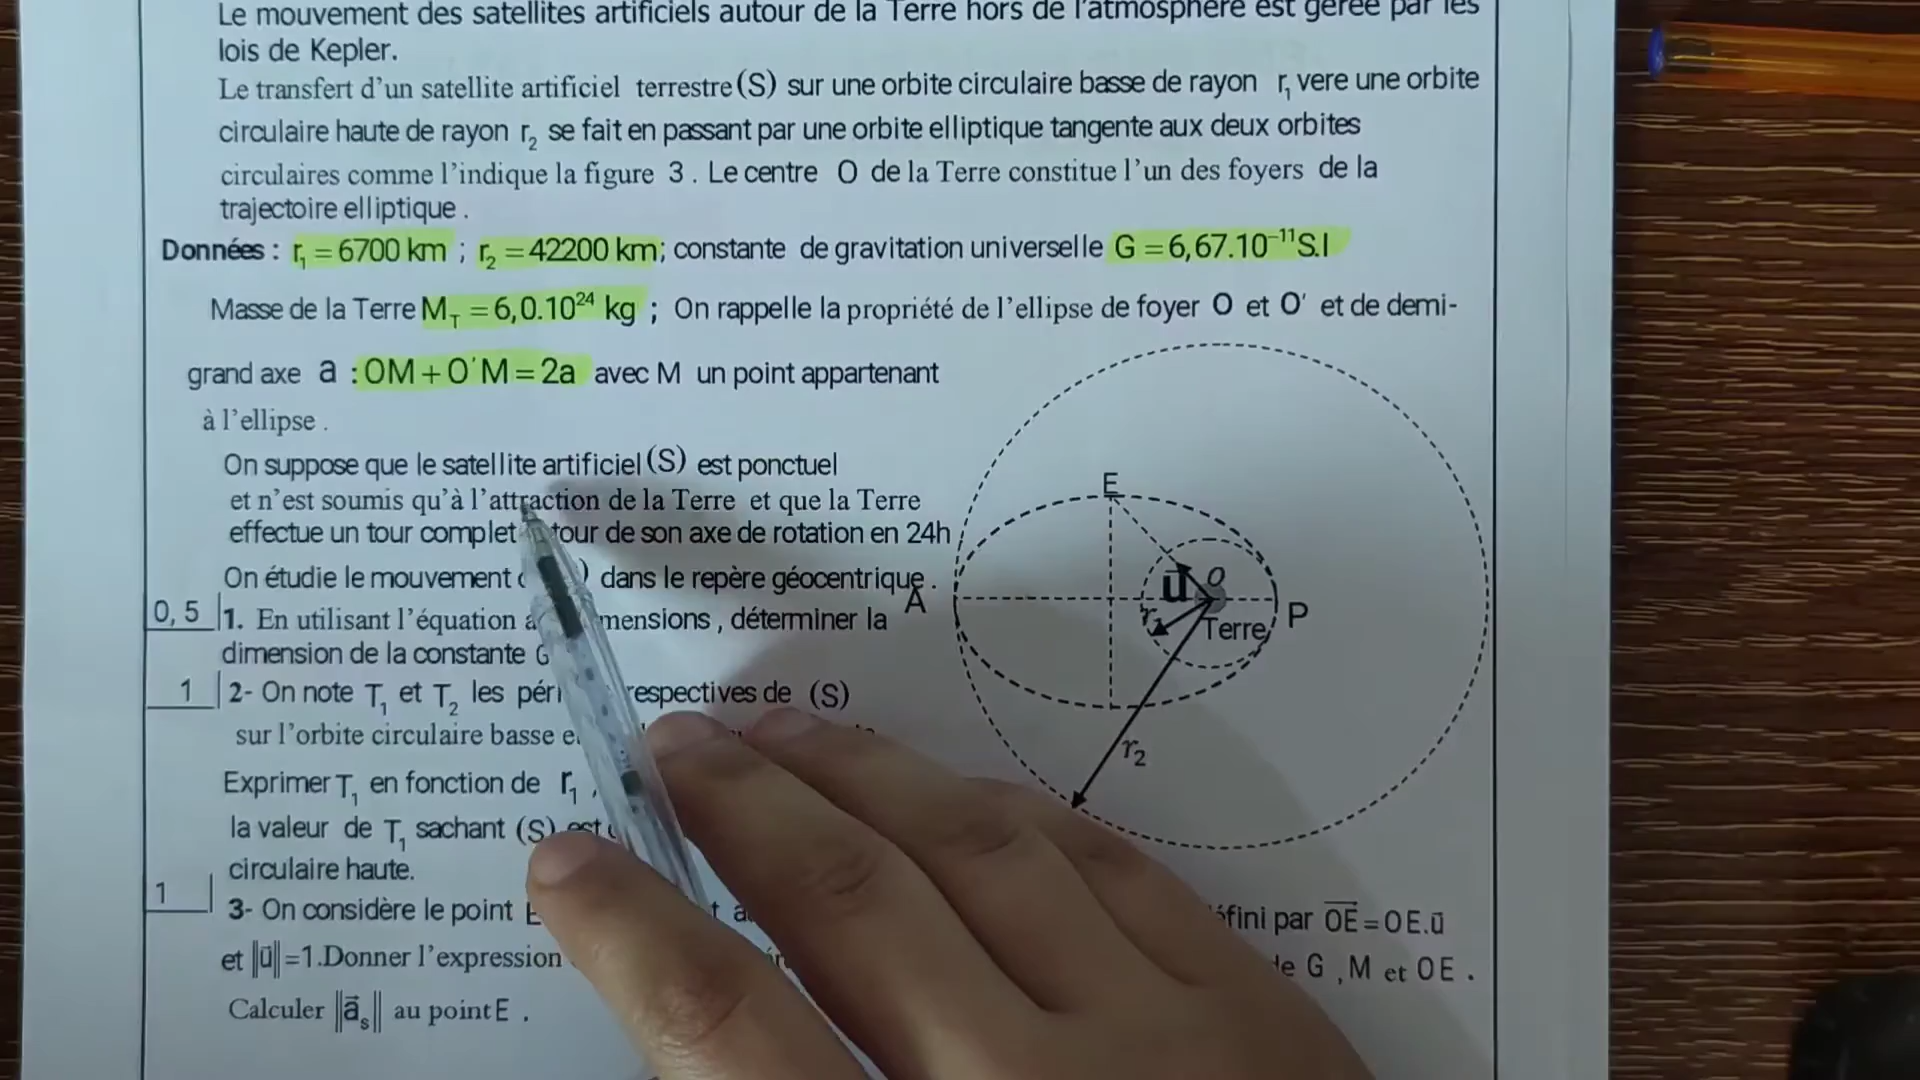 Le mouvement des satellites artificiels autour de la Terre hors de l'atmosphère est gérée par les
lois de Kepler.
Le transfert d'un satellite artificiel terrestre (S) sur une orbite circulaire basse de rayon r₁ vere une orbite
circulaire haute de rayon r₂ se fait en passant par une orbite elliptique tangente aux deux orbites
circulaires comme l'indique la figure 3 . Le centre O de la Terre constitue l'un des foyers de la
trajectoire elliptique .
Données : r₁ = 6700 km ; r₂ = 42200 km; constante de gravitation universelle G = 6,67.10⁻¹¹S.I
Masse de la Terre M_T = 6,0.10²⁴ kg ; On rappelle la propriété de l'ellipse de foyer O et O' et de demi-
grand axe a : OM + O'M = 2a avec M un point appartenant
à l'ellipse .
On suppose que le satellite artificiel (S) est ponctuel
et n'est soumis qu'à l'attraction de la Terre et que la Terre
effectue un tour complet tour de son axe de rotation en 24h
On étudie le mouvement ) dans le repère géocentrique .
0,5 1. En utilisant l'équation mensions , déterminer la
dimension de la constante G
1 2- On note T₁ et T₂ les respectives de (S)
sur l'orbite circulaire basse
Exprimer T₁ en fonction de r₁ ,
la valeur de T₁ sachant (S) est
circulaire haute.
1
3- On considère le point E fini par OE⃗ = OE.u⃗
et ‖u⃗‖=1.Donner l'expression de G , M et OE .
Calculer ‖a⃗ₛ‖ au point E .
E
A
u⃗
O
r₁
Terre
P
r₂